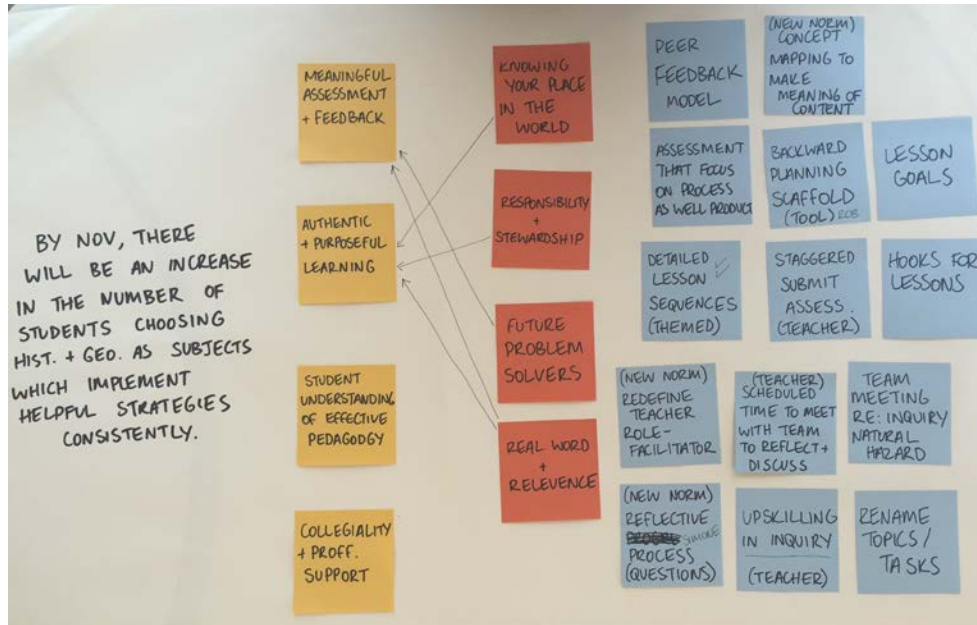 BY NOV, THERE
WILL BE AN INCREASE
IN THE NUMBER OF
STUDENTS CHOOSING
HIST. + GEO. AS SUBJECTS
WHICH IMPLEMENT
HELPFUL STRATEGIES
CONSISTENTLY.
MEANINGFUL
ASSESSMENT
+ FEEDBACK
AUTHENTIC
+ PURPOSEFUL
LEARNING
STUDENT
UNDERSTANDING
OF EFFECTIVE
PEDAGODGY
COLLEGIALITY
+ PROFF.
SUPPORT
KNOWING
YOUR PLACE
IN THE
WORLD
RESPONSIBILITY
+
STEWARDSHIP
FUTURE
PROBLEM
SOLVERS
REAL WORD
+
RELEVENCE
PEER
FEEDBACK
MODEL
(NEW NORM)
CONCEPT
MAPPING TO
MAKE
MEANING OF
CONTENT
ASSESSMENT
THAT FOCUS
ON PROCESS
AS WELL PRODUCT
BACKWARD
PLANNING
SCAFFOLD
(TOOL) ROB
LESSON
GOALS
DETAILED
LESSON
SEQUENCES
(THEMED)
STAGGERED
SUBMIT
ASSESS.
(TEACHER)
HOOKS FOR
LESSONS
(NEW NORM)
REDEFINE
TEACHER
ROLE-
FACILITATOR
(TEACHER)
SCHEDULED
TIME TO MEET
WITH TEAM
TO REFLECT +
DISCUSS
TEAM
MEETING
RE: INQUIRY
NATURAL
HAZARD
(NEW NORM)
REFLECTIVE
SIMONE
PROCESS
(QUESTIONS)
UPSKILLING
IN INQUIRY
(TEACHER)
RENAME
TOPICS/
TASKS